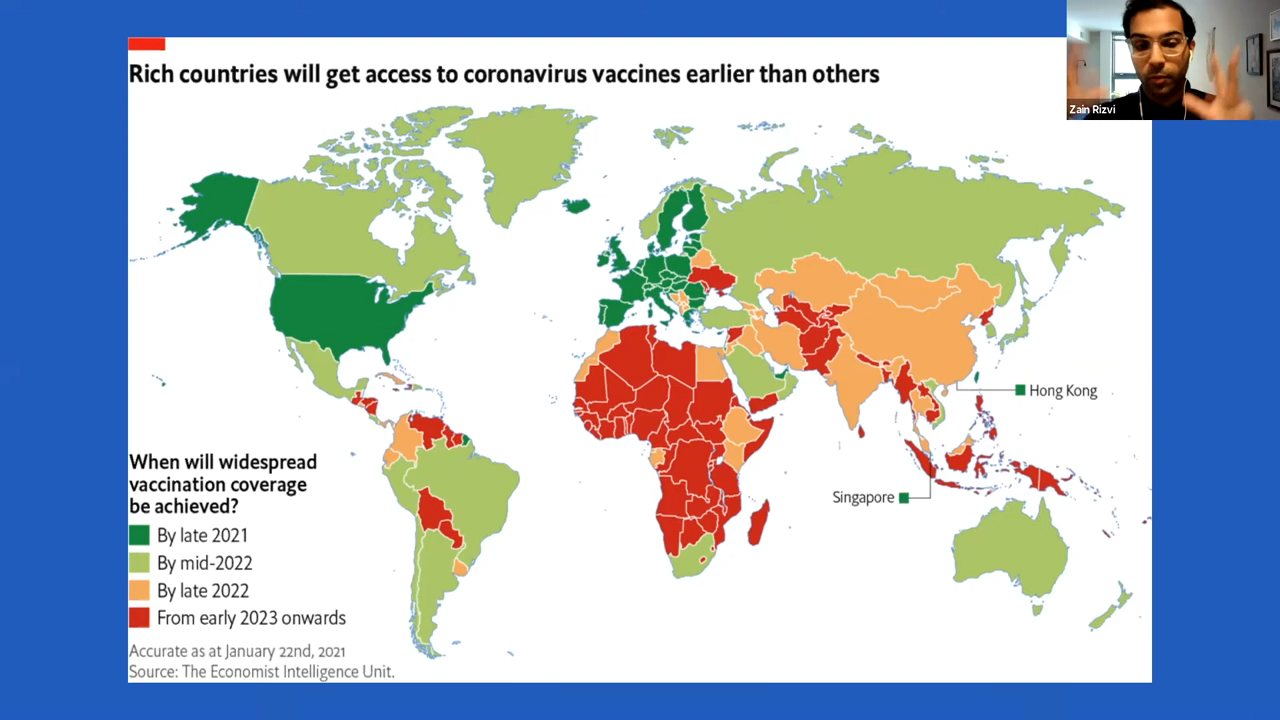 Rich countries will get access to coronavirus vaccines earlier than others
Zain Rizvi
Hong Kong
Singapore
When will widespread
vaccination coverage
be achieved?
By late 2021
By mid-2022
By late 2022
From early 2023 onwards
Accurate as at January 22nd, 2021
Source: The Economist Intelligence Unit.